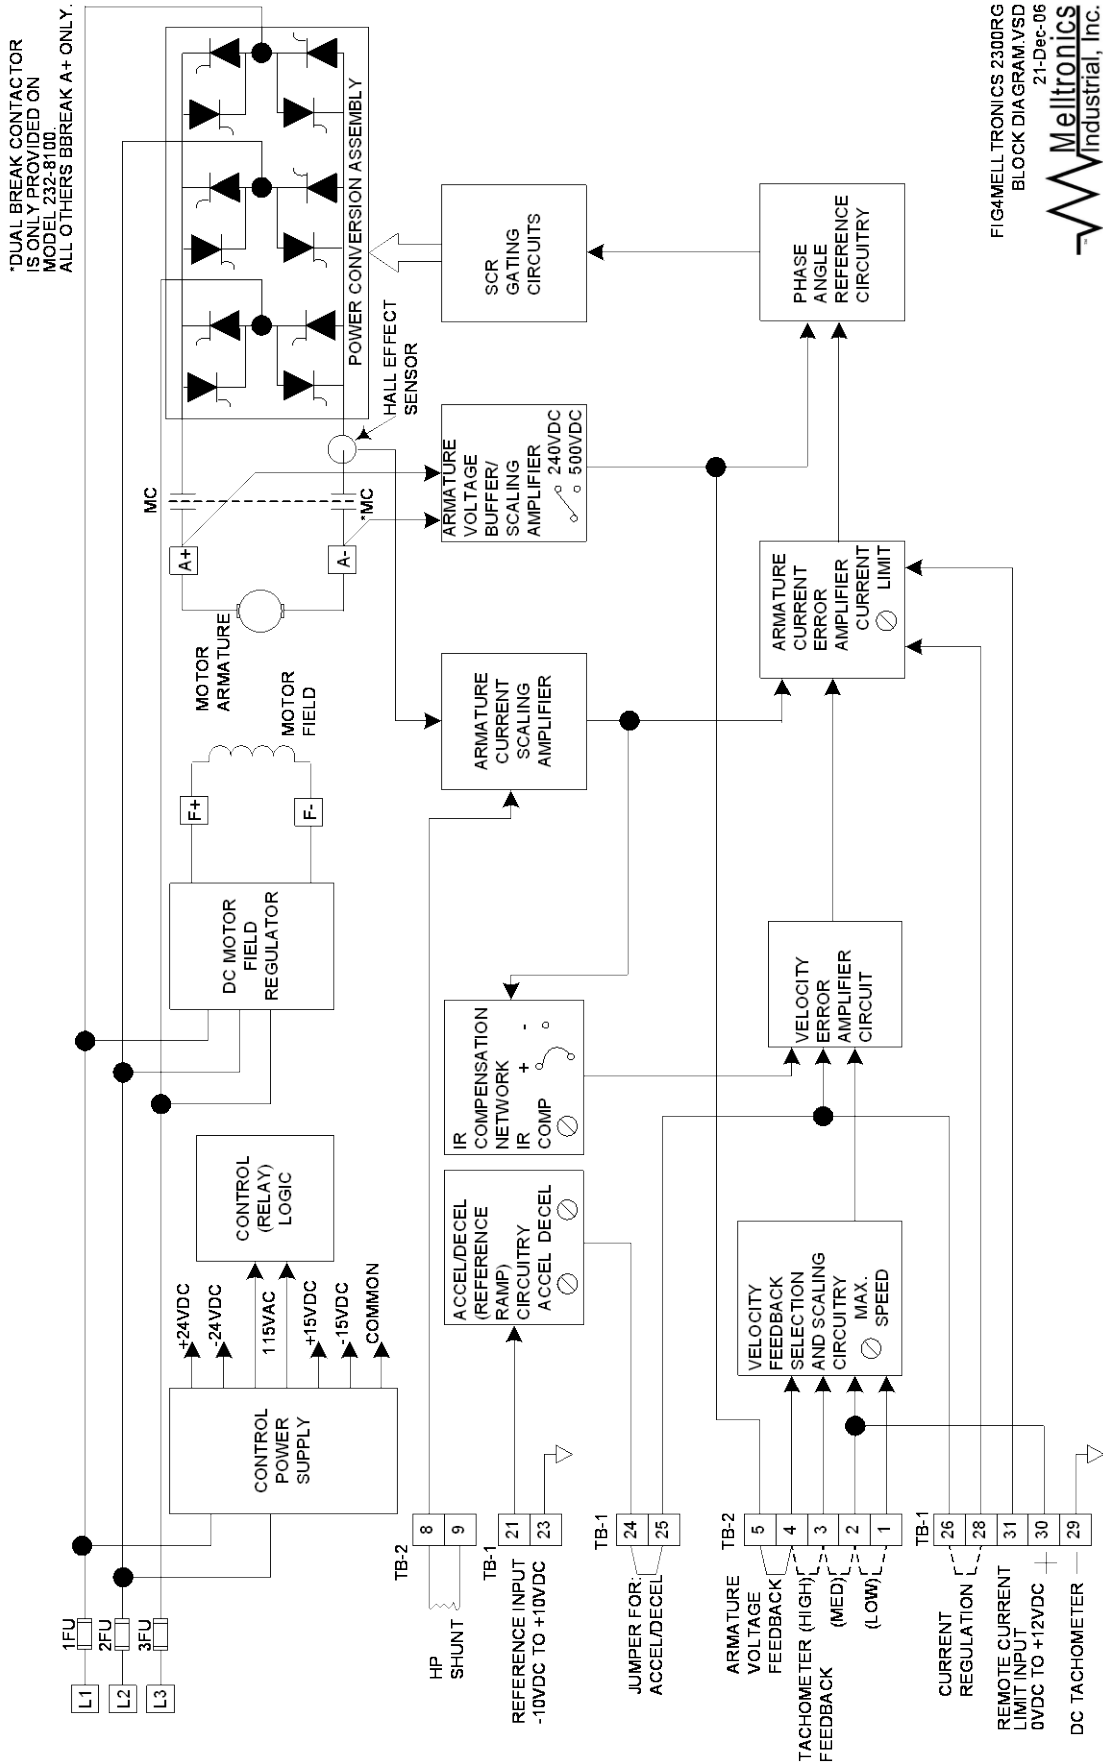 *DUAL BREAK CONTACTOR
IS ONLY PROVIDED ON
MODEL 232-8100.
ALL OTHERS BBREAK A+ ONLY.
L1
L2
L3
1FU
2FU
3FU
CONTROL
POWER
SUPPLY
+24VDC
-24VDC
115VAC
+15VDC
-15VDC
COMMON
CONTROL
(RELAY)
LOGIC
DC MOTOR
FIELD
REGULATOR
F+
F-
MOTOR
FIELD
MOTOR
ARMATURE
A+
A-
MC
*MC
POWER CONVERSION ASSEMBLY
HALL EFFECT
SENSOR
HP
SHUNT
TB-2
8
9
TB-1
21
23
REFERENCE INPUT
-10VDC TO +10VDC
ACCEL/DECEL
(REFERENCE
RAMP)
CIRCUITRY
ACCEL DECEL
IR
COMPENSATION
NETWORK
IR + -
COMP
ARMATURE
CURRENT
SCALING
AMPLIFIER
ARMATURE
VOLTAGE
BUFFER/
SCALING
AMPLIFIER
240VDC
500VDC
SCR
GATING
CIRCUITS
TB-1
24
25
JUMPER FOR:
ACCEL/DECEL
TB-2
5
4
3
2
1
ARMATURE
VOLTAGE
FEEDBACK
TACHOMETER (HIGH)
FEEDBACK
(MED)
(LOW)
VELOCITY
FEEDBACK
SELECTION
AND SCALING
CIRCUITRY
MAX.
SPEED
VELOCITY
ERROR
AMPLIFIER
CIRCUIT
ARMATURE
CURRENT
ERROR
AMPLIFIER
CURRENT
LIMIT
PHASE
ANGLE
REFERENCE
CIRCUITRY
TB-1
26
28
31
30
29
CURRENT
REGULATION
REMOTE CURRENT
LIMIT INPUT
0VDC TO +12VDC
+
DC TACHOMETER -
FIG4MELLTRONICS 2300RG
BLOCK DIAGRAM.VSD
21-Dec-06
Melltronics
Industrial, Inc.